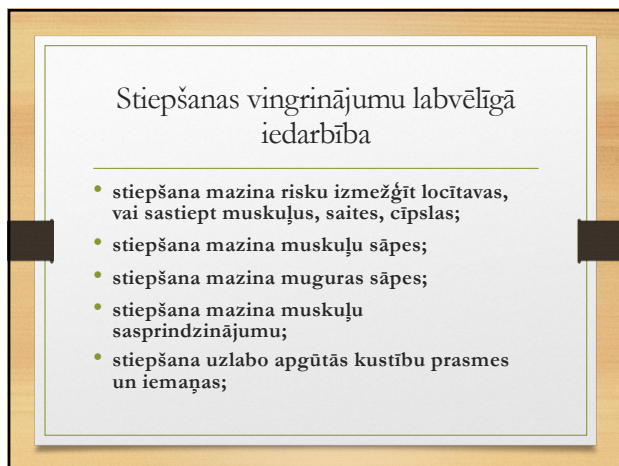 Stiepšanas vingrinājumu labvēlīgā
iedarbība
• stiepšana mazina risku izmežģīt locītavas,
vai sastiept muskuļus, saites, cīpslas;
• stiepšana mazina muskuļu sāpes;
• stiepšana mazina muguras sāpes;
• stiepšana mazina muskuļu
sasprindzinājumu;
• stiepšana uzlabo apgūtās kustību prasmes
un iemaņas;